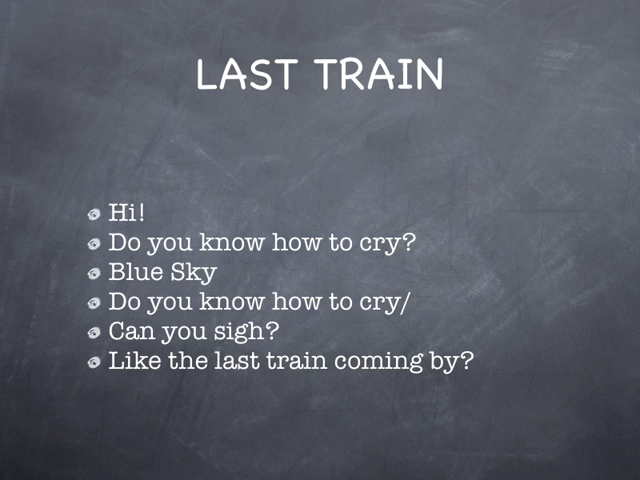 LAST TRAIN
Hi!
Do you know how to cry?
Blue Sky
Do you know how to cry/
Can you sigh?
Like the last train coming by?